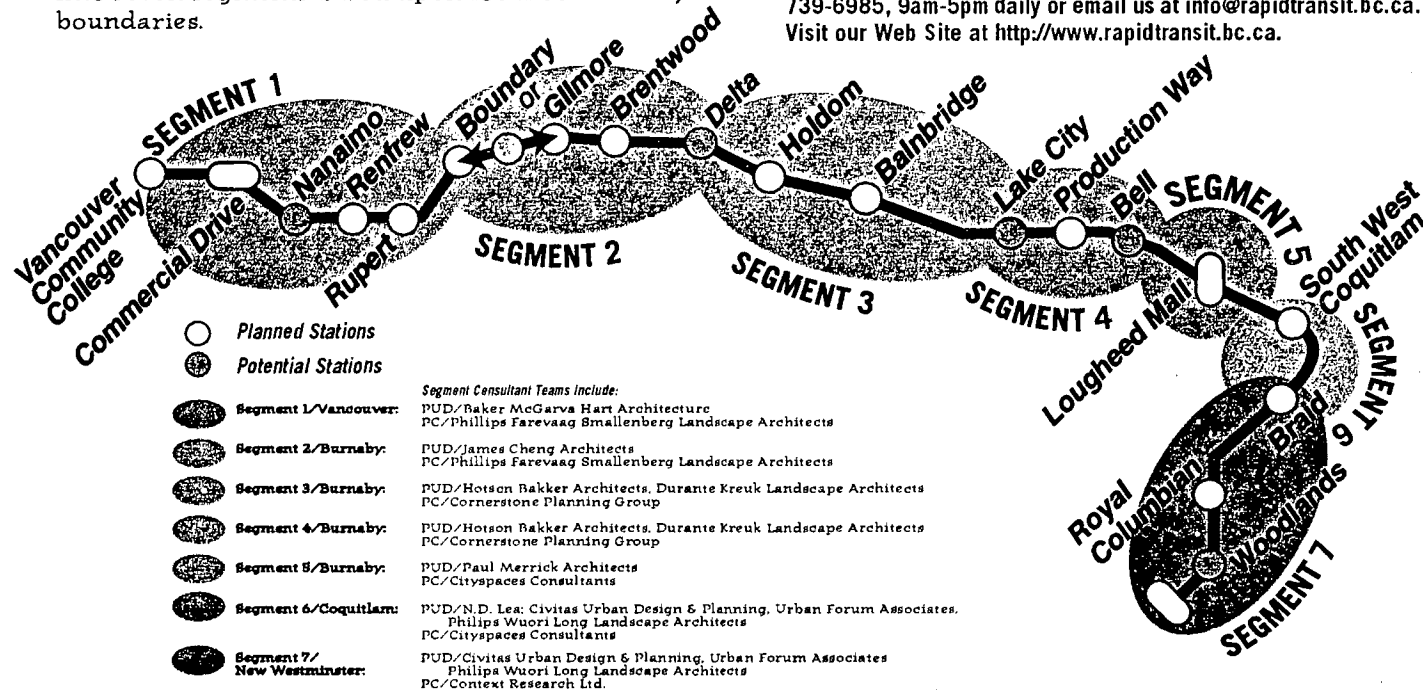 boundaries.
739-6985, 9am-5pm daily or email us at info@rapidtransit.bc.ca.
Visit our Web Site at http://www.rapidtransit.bc.ca.
SEGMENT 1
Vancouver
Community
College
Commercial Drive
Nanaimo
Renfrew
Rupert
Boundary
or
Gilmore
Brentwood
SEGMENT 2
Delta
Holdom
Bainbridge
SEGMENT 3
Lake City
Production Way
Bell
SEGMENT 4
Lougheed Mall
SEGMENT 5
South West
Coquitlam
SEGMENT 6
Braid
Royal
Columbian
Woodlands
SEGMENT 7
Planned Stations
Potential Stations
Segment Consultant Teams Include:
Segment 1/Vancouver: PUD/Baker McGarva Hart Architecture
PC/Phillips Farevaag Smallenberg Landscape Architects
Segment 2/Burnaby: PUD/James Cheng Architects
PC/Phillips Farevaag Smallenberg Landscape Architects
Segment 3/Burnaby: PUD/Hotson Bakker Architects, Durante Kreuk Landscape Architects
PC/Cornerstone Planning Group
Segment 4/Burnaby: PUD/Hotson Bakker Architects, Durante Kreuk Landscape Architects
PC/Cornerstone Planning Group
Segment 5/Burnaby: PUD/Paul Merrick Architects
PC/Cityspaces Consultants
Segment 6/Coquitlam: PUD/N.D. Lea: Civitas Urban Design & Planning, Urban Forum Associates,
Philips Wuori Long Landscape Architects
PC/Cityspaces Consultants
Segment 7/
New Westminster: PUD/Civitas Urban Design & Planning, Urban Forum Associates
Philips Wuori Long Landscape Architects
PC/Context Research Ltd.